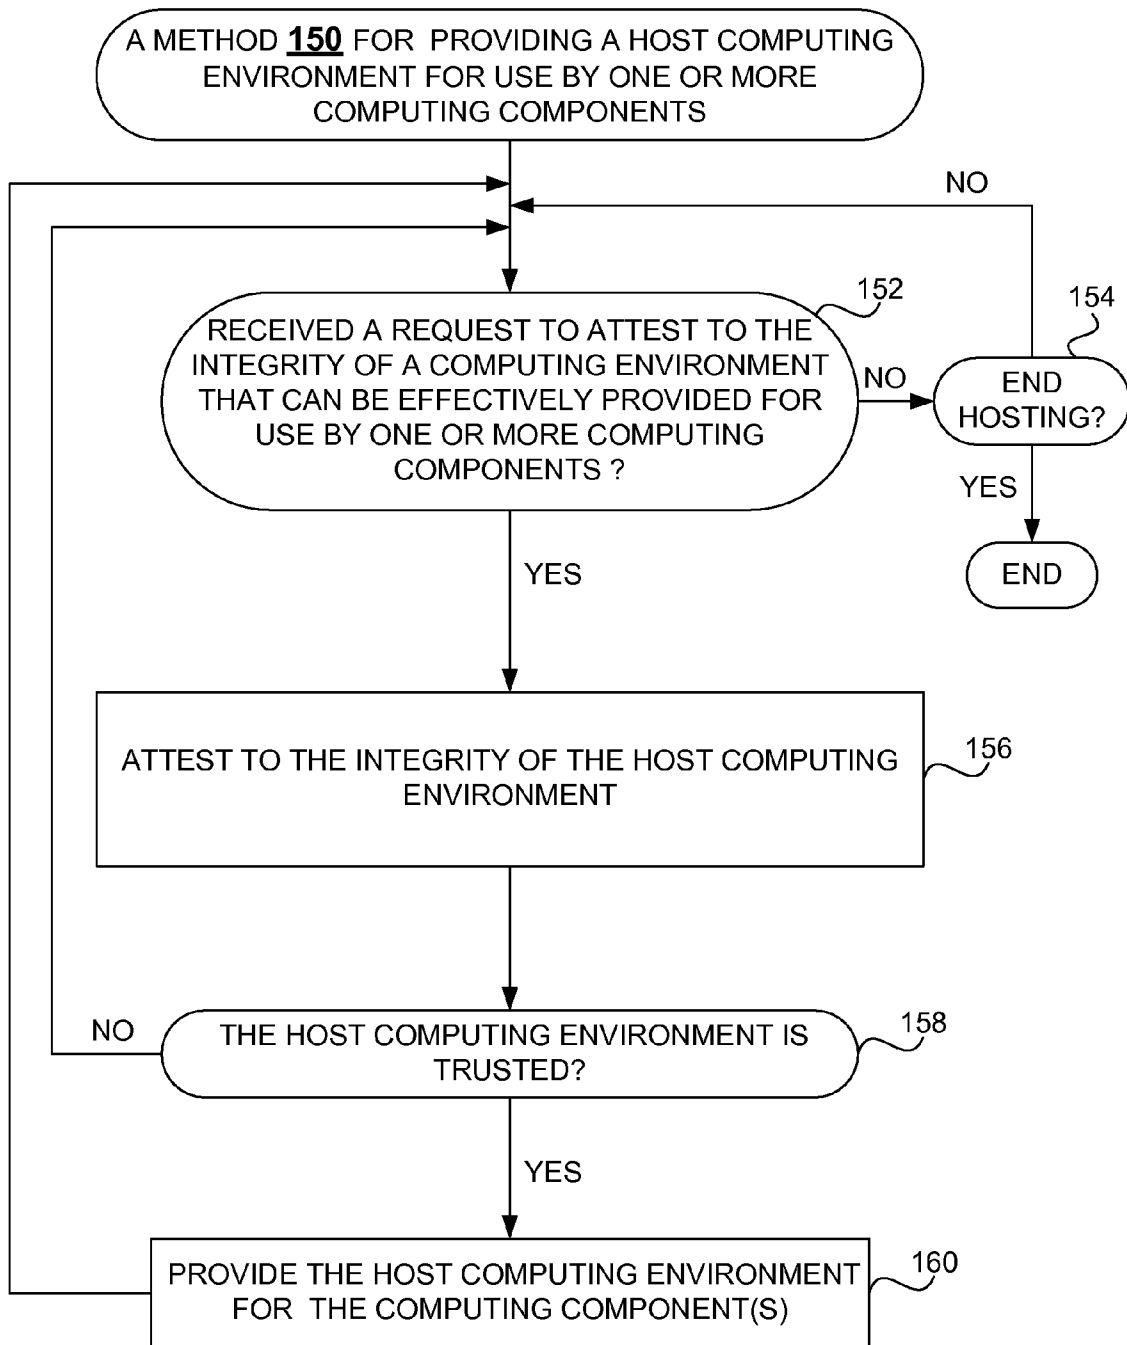 A METHOD 150 FOR PROVIDING A HOST COMPUTING
ENVIRONMENT FOR USE BY ONE OR MORE
COMPUTING COMPONENTS
NO
152
154
RECEIVED A REQUEST TO ATTEST TO THE
INTEGRITY OF A COMPUTING ENVIRONMENT
THAT CAN BE EFFECTIVELY PROVIDED FOR
USE BY ONE OR MORE COMPUTING
COMPONENTS ?
NO
END
HOSTING?
YES
END
YES
ATTEST TO THE INTEGRITY OF THE HOST COMPUTING
ENVIRONMENT
156
NO
THE HOST COMPUTING ENVIRONMENT IS
TRUSTED?
158
YES
PROVIDE THE HOST COMPUTING ENVIRONMENT
FOR THE COMPUTING COMPONENT(S)
160